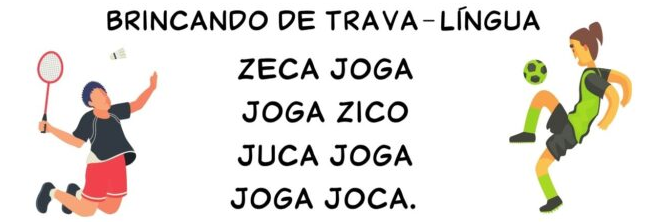 BRINCANDO DE TRAVA-LÍNGUA
ZECA JOGA
JOGA ZICO
JUCA JOGA
JOGA JOCA.